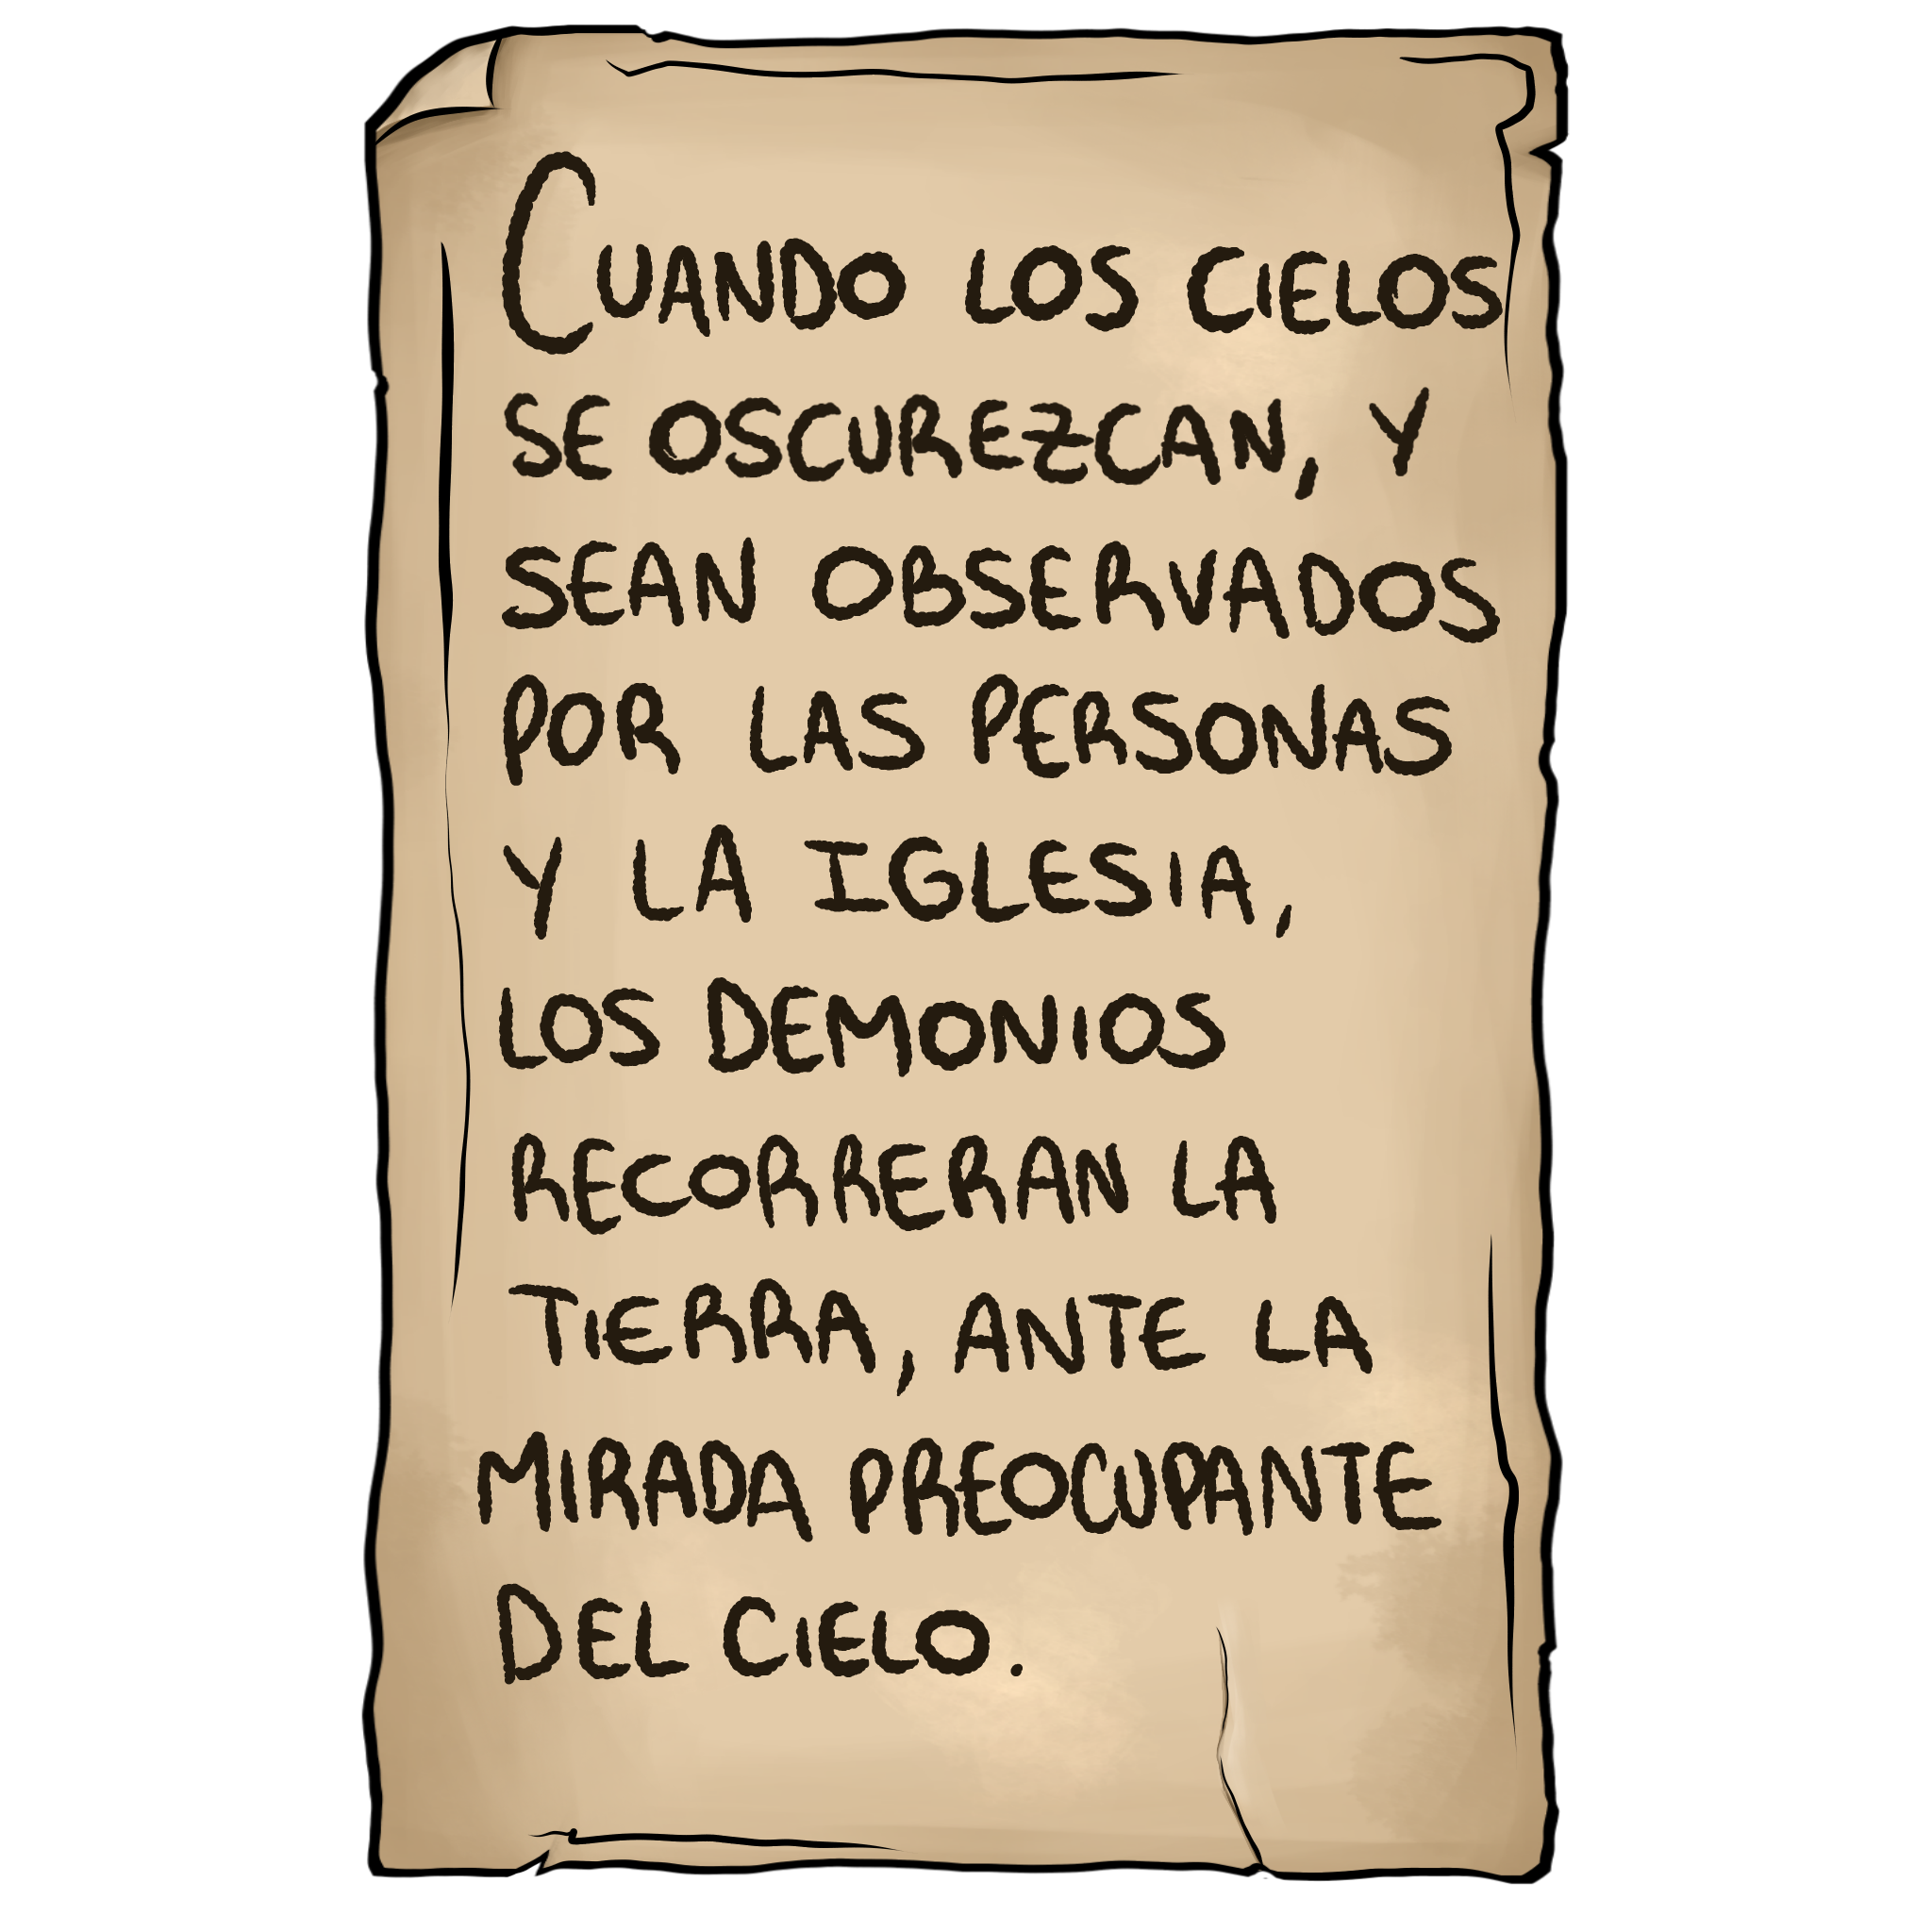 CUANDO LOS CIELOS
SE OSCUREZCAN, Y
SEAN OBSERVADOS
POR LAS PERSONAS
Y LA IGLESIA,
LOS DEMONIOS
RECORRERAN LA
TIERRA, ANTE LA
MIRADA PREOCUPANTE
DEL CIELO.